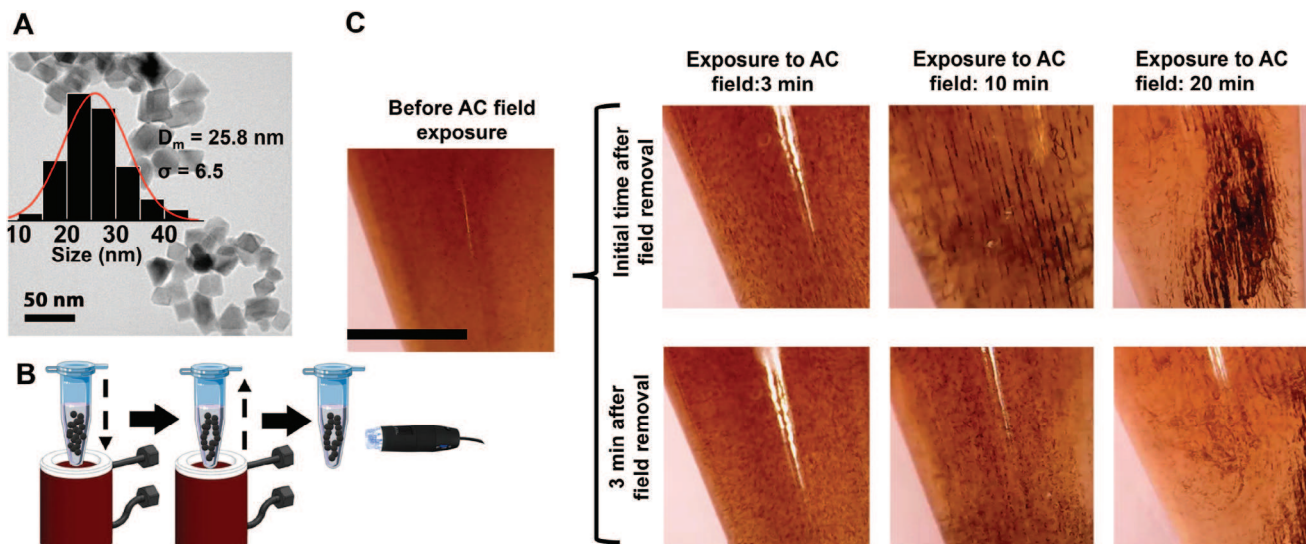 A
D_m = 25.8 nm
σ = 6.5
10 20 30 40
Size (nm)
50 nm
B
C
Before AC field
exposure
Exposure to AC
field:3 min
Exposure to AC
field: 10 min
Exposure to AC
field: 20 min
Initial time after
field removal
3 min after
field removal